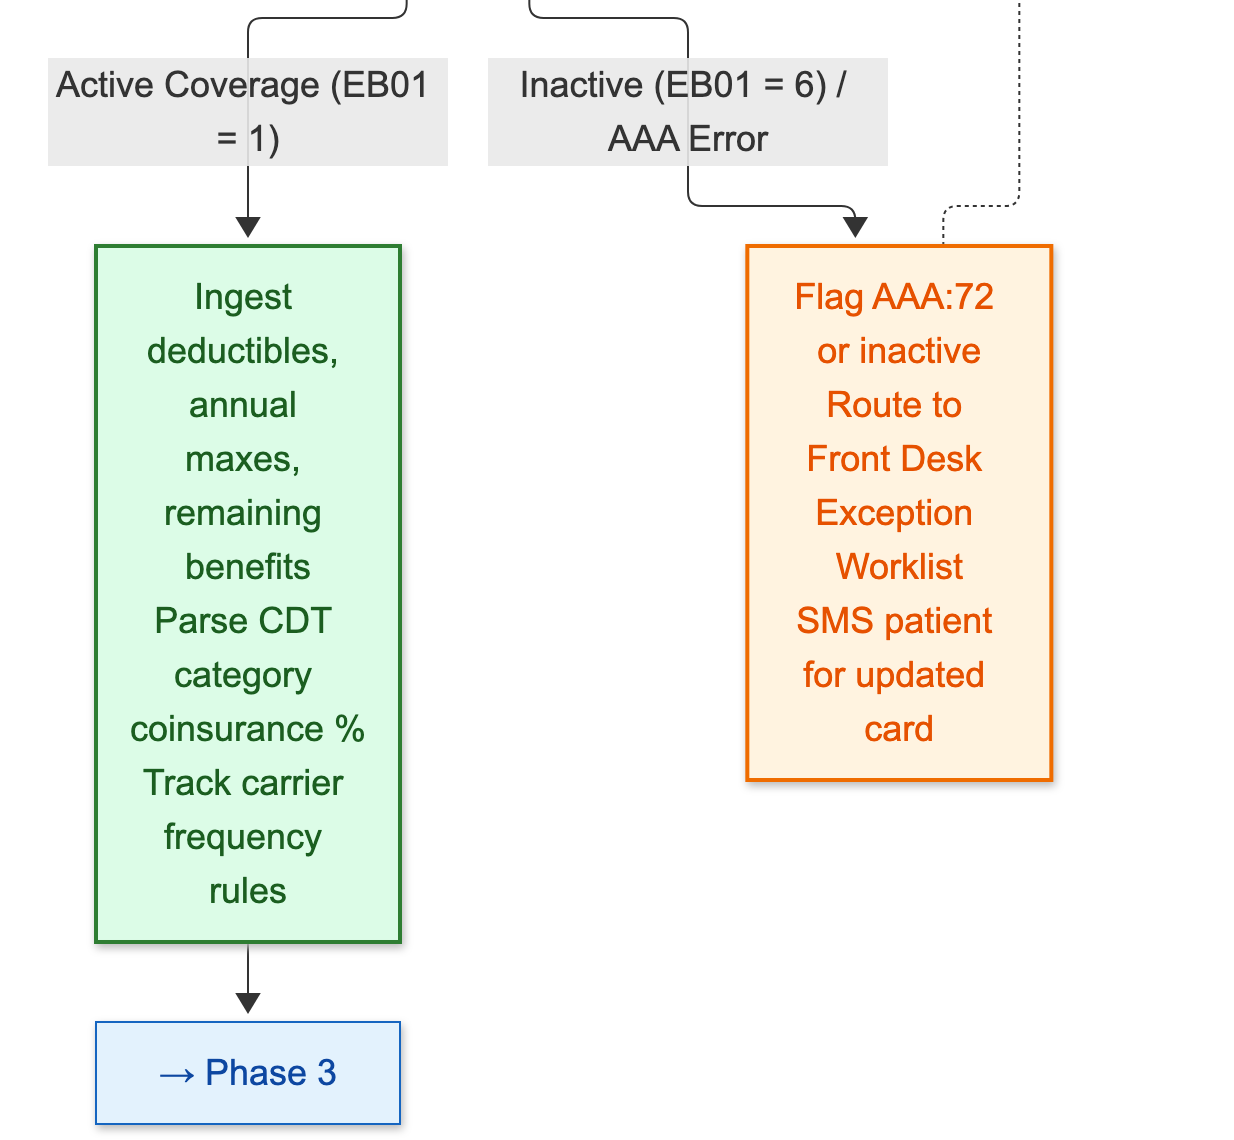 Active Coverage (EB01
= 1)
Inactive (EB01 = 6) /
AAA Error
Ingest
deductibles,
annual
maxes,
remaining
benefits
Parse CDT
category
coinsurance %
Track carrier
frequency
rules
Flag AAA:72
or inactive
Route to
Front Desk
Exception
Worklist
SMS patient
for updated
card
→ Phase 3